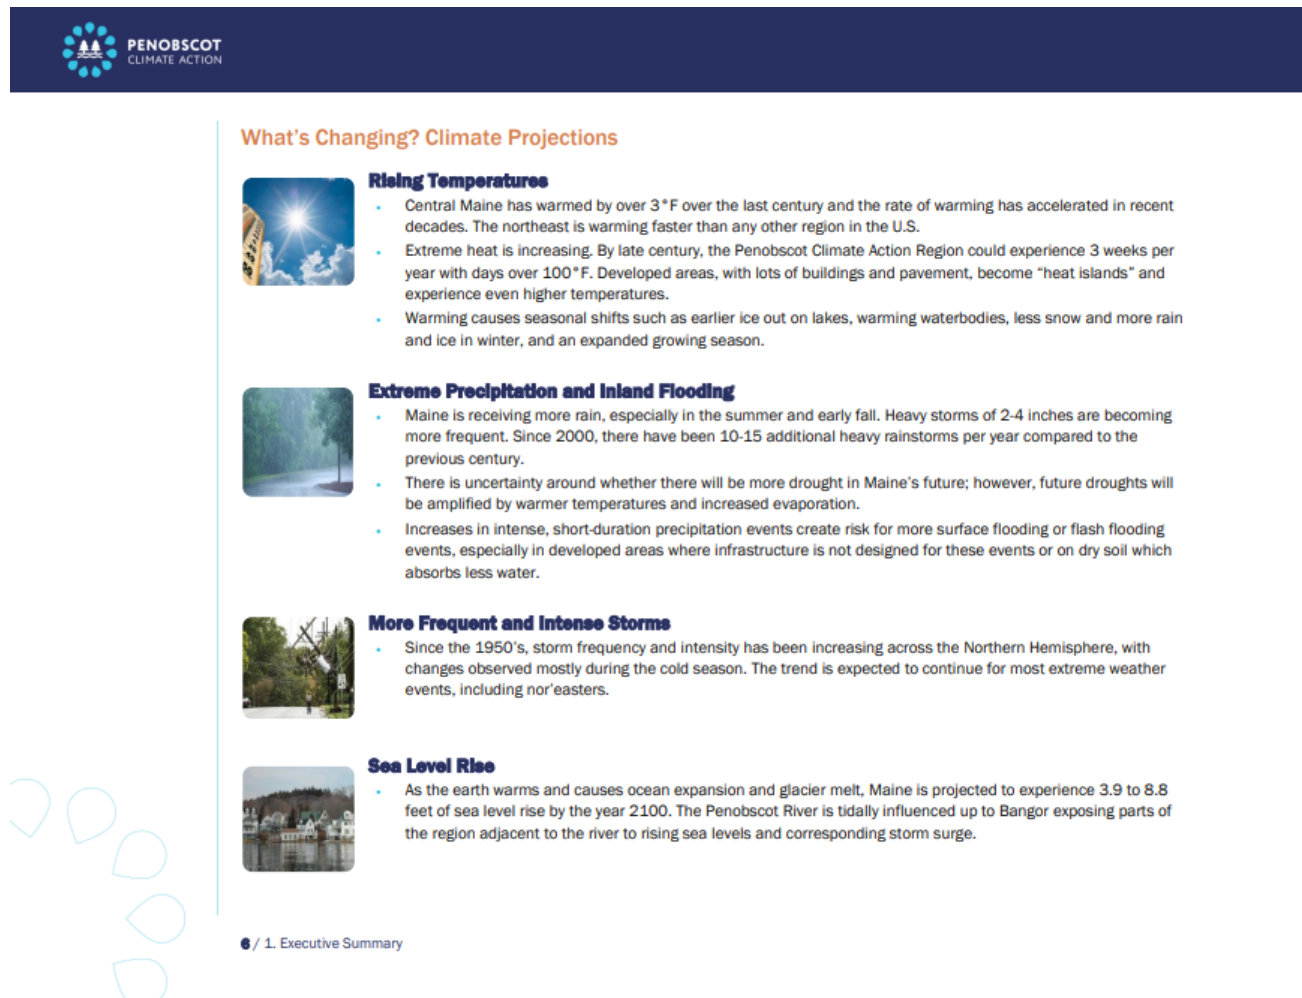 PENOBSCOT
CLIMATE ACTION
What's Changing? Climate Projections
Rising Temperatures
• Central Maine has warmed by over 3°F over the last century and the rate of warming has accelerated in recent
decades. The northeast is warming faster than any other region in the U.S.
• Extreme heat is increasing. By late century, the Penobscot Climate Action Region could experience 3 weeks per
year with days over 100°F. Developed areas, with lots of buildings and pavement, become “heat islands” and
experience even higher temperatures.
• Warming causes seasonal shifts such as earlier ice out on lakes, warming waterbodies, less snow and more rain
and ice in winter, and an expanded growing season.
Extreme Precipitation and Inland Flooding
• Maine is receiving more rain, especially in the summer and early fall. Heavy storms of 2-4 inches are becoming
more frequent. Since 2000, there have been 10-15 additional heavy rainstorms per year compared to the
previous century.
• There is uncertainty around whether there will be more drought in Maine's future; however, future droughts will
be amplified by warmer temperatures and increased evaporation.
• Increases in intense, short-duration precipitation events create risk for more surface flooding or flash flooding
events, especially in developed areas where infrastructure is not designed for these events or on dry soil which
absorbs less water.
More Frequent and Intense Storms
• Since the 1950's, storm frequency and intensity has been increasing across the Northern Hemisphere, with
changes observed mostly during the cold season. The trend is expected to continue for most extreme weather
events, including nor'easters.
Sea Level Rise
• As the earth warms and causes ocean expansion and glacier melt, Maine is projected to experience 3.9 to 8.8
feet of sea level rise by the year 2100. The Penobscot River is tidally influenced up to Bangor exposing parts of
the region adjacent to the river to rising sea levels and corresponding storm surge.
6 / 1. Executive Summary